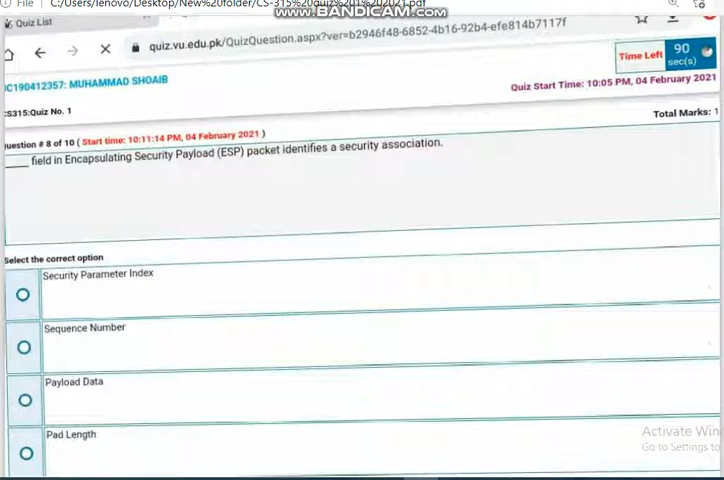 File C:/Users/lenovo/Desktop/New%20folder/CS-315%20quiz%201%202021.pdf
WWW.BANDICAM.COM
Quiz List
quiz.vu.edu.pk/QuizQuestion.aspx?ver=b2946f48-6852-4b16-92b4-efe814b7117f
Time Left 90 sec(s)
C190412357: MUHAMMAD SHOAIB
Quiz Start Time: 10:05 PM, 04 February 2021
S315:Quiz No. 1
Total Marks: 1
uestion # 8 of 10 ( Start time: 10:11:14 PM, 04 February 2021 )
____ field in Encapsulating Security Payload (ESP) packet identifies a security association.
Select the correct option
Security Parameter Index
Sequence Number
Payload Data
Pad Length
Activate Win
Go to Settings to